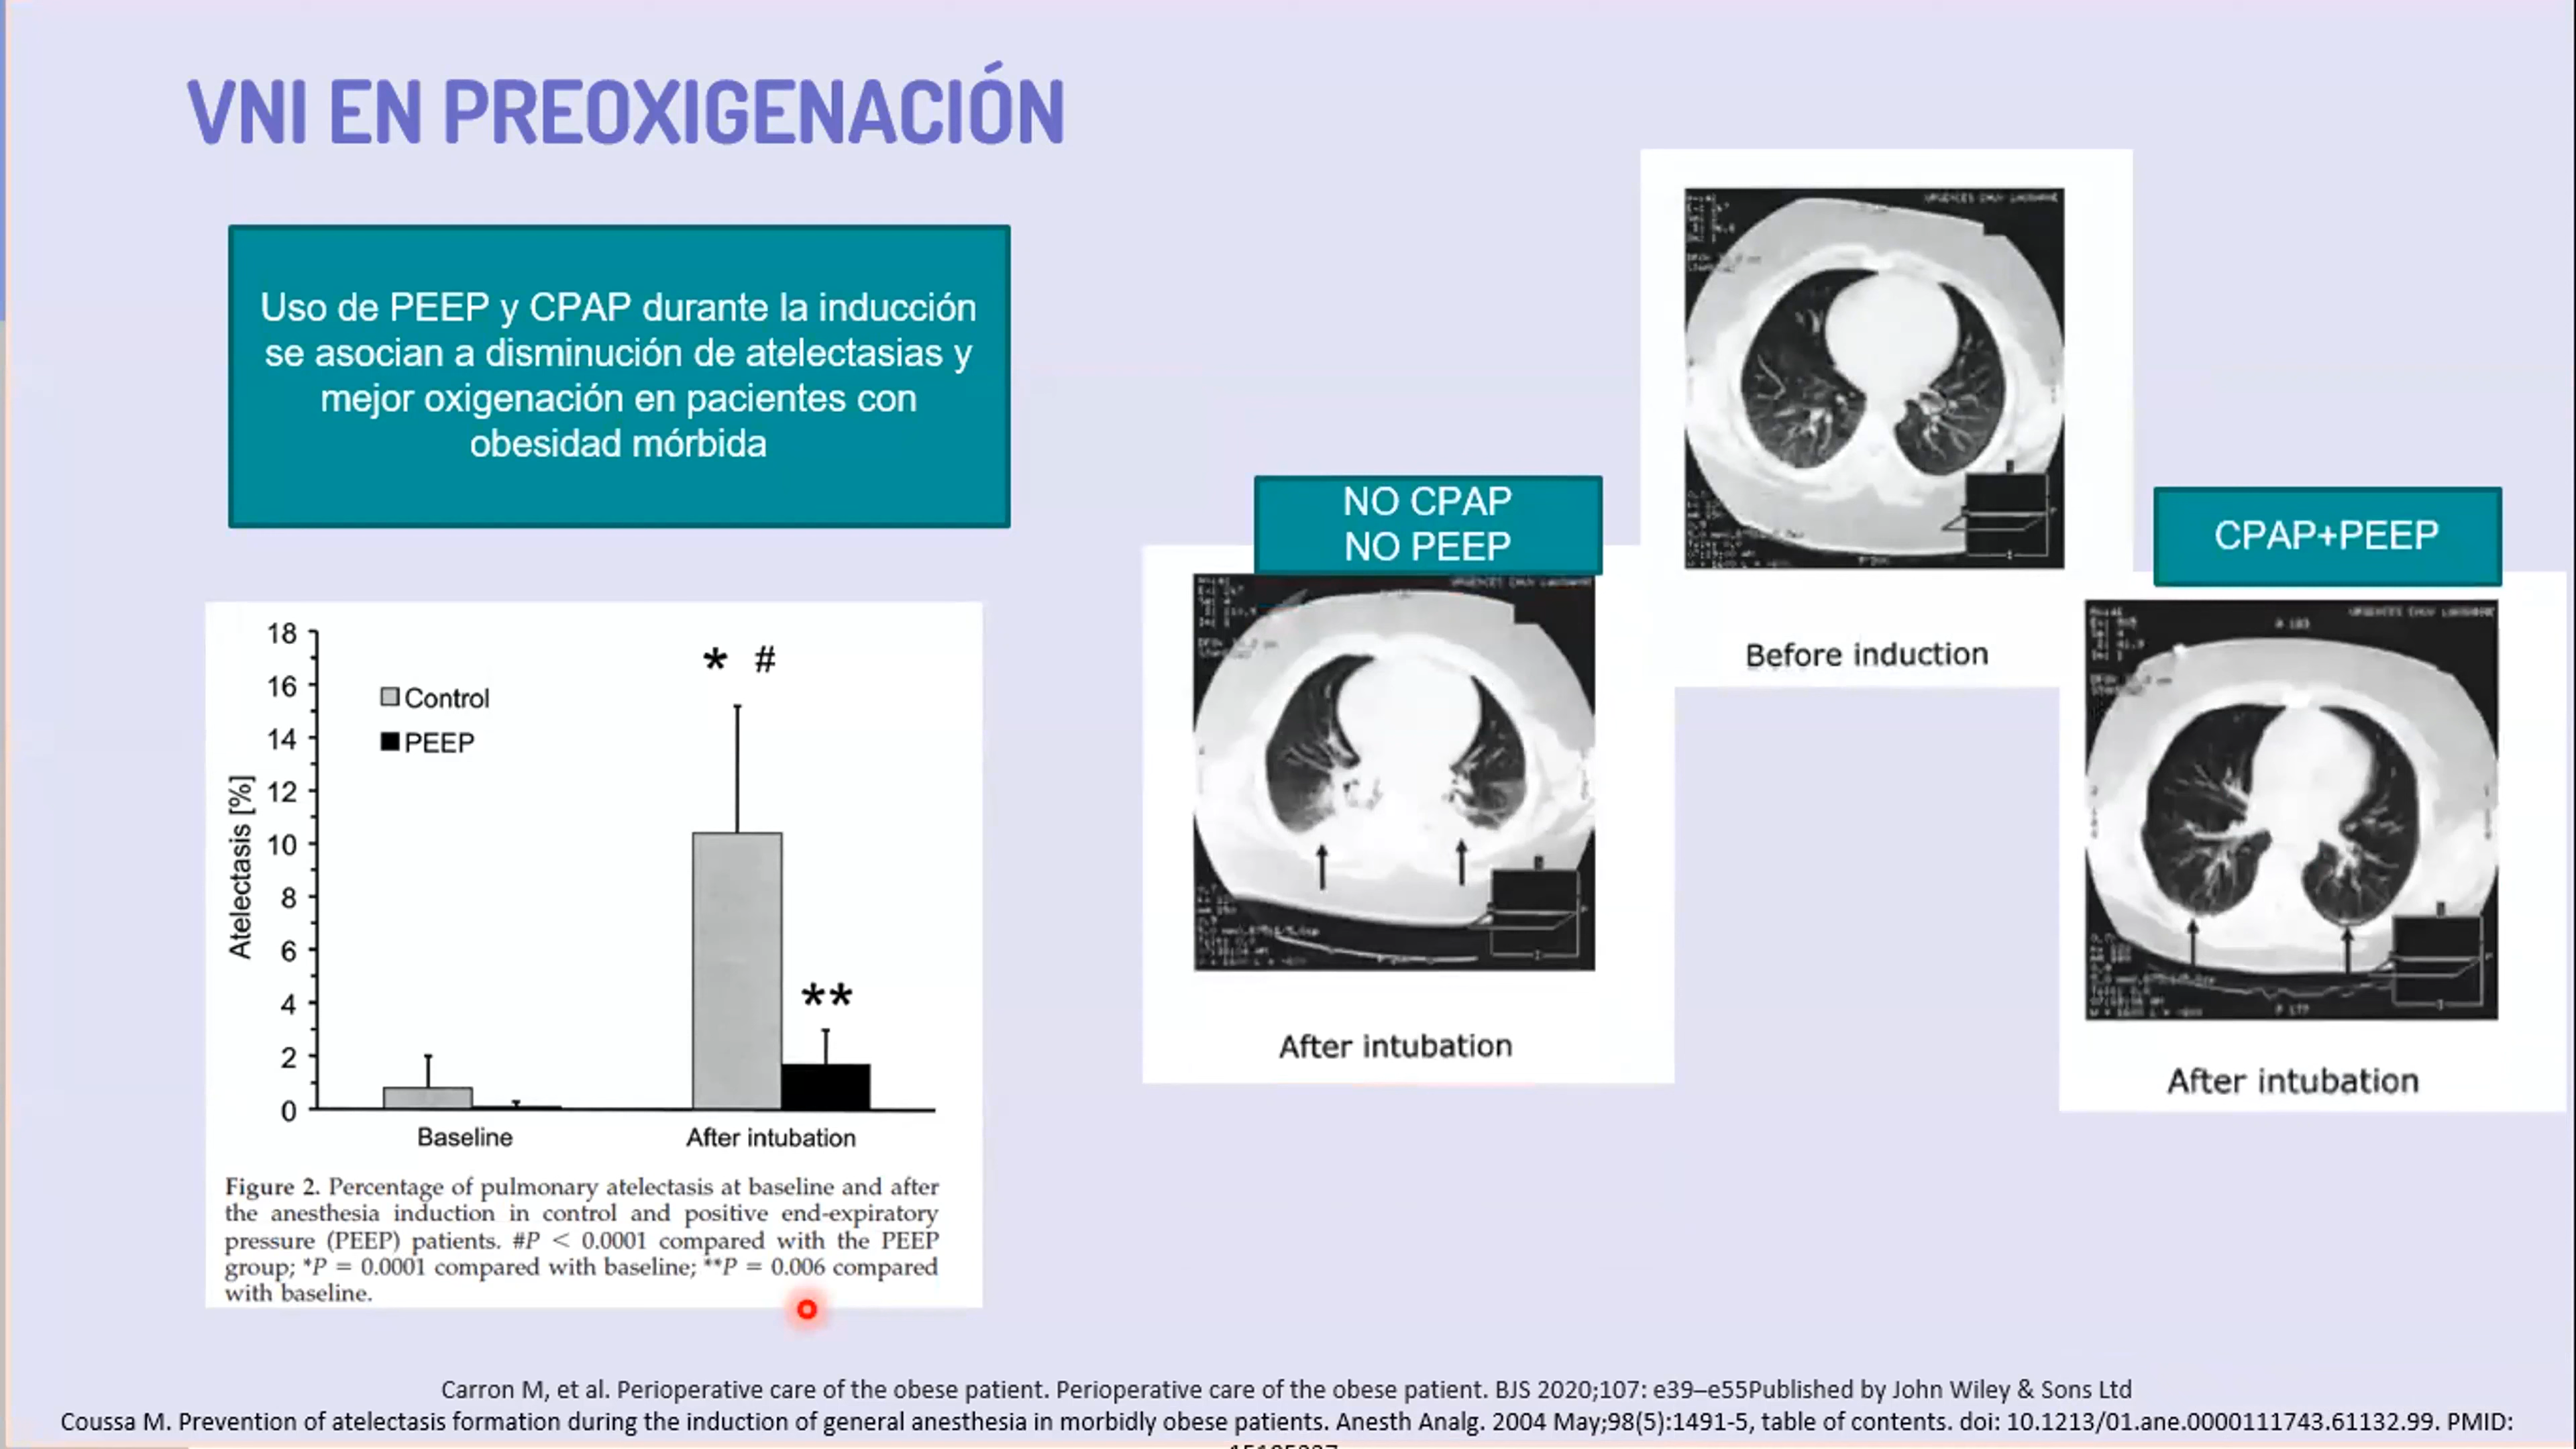 VNI EN PREOXIGENACIÓN
Uso de PEEP y CPAP durante la inducción
se asocian a disminución de atelectasias y
mejor oxigenación en pacientes con
obesidad mórbida
NO CPAP
NO PEEP
CPAP+PEEP
Before induction
After intubation
After intubation
18
16
14
12
10
8
6
4
2
0
Atelectasis [%]
Control
PEEP
* #
**
Baseline
After intubation
Figure 2. Percentage of pulmonary atelectasis at baseline and after
the anesthesia induction in control and positive end-expiratory
pressure (PEEP) patients. #P < 0.0001 compared with the PEEP
group; *P = 0.0001 compared with baseline; **P = 0.006 compared
with baseline.
Carron M, et al. Perioperative care of the obese patient. Perioperative care of the obese patient. BJS 2020;107: e39–e55Published by John Wiley & Sons Ltd
Coussa M. Prevention of atelectasis formation during the induction of general anesthesia in morbidly obese patients. Anesth Analg. 2004 May;98(5):1491-5, table of contents. doi: 10.1213/01.ane.0000111743.61132.99. PMID: